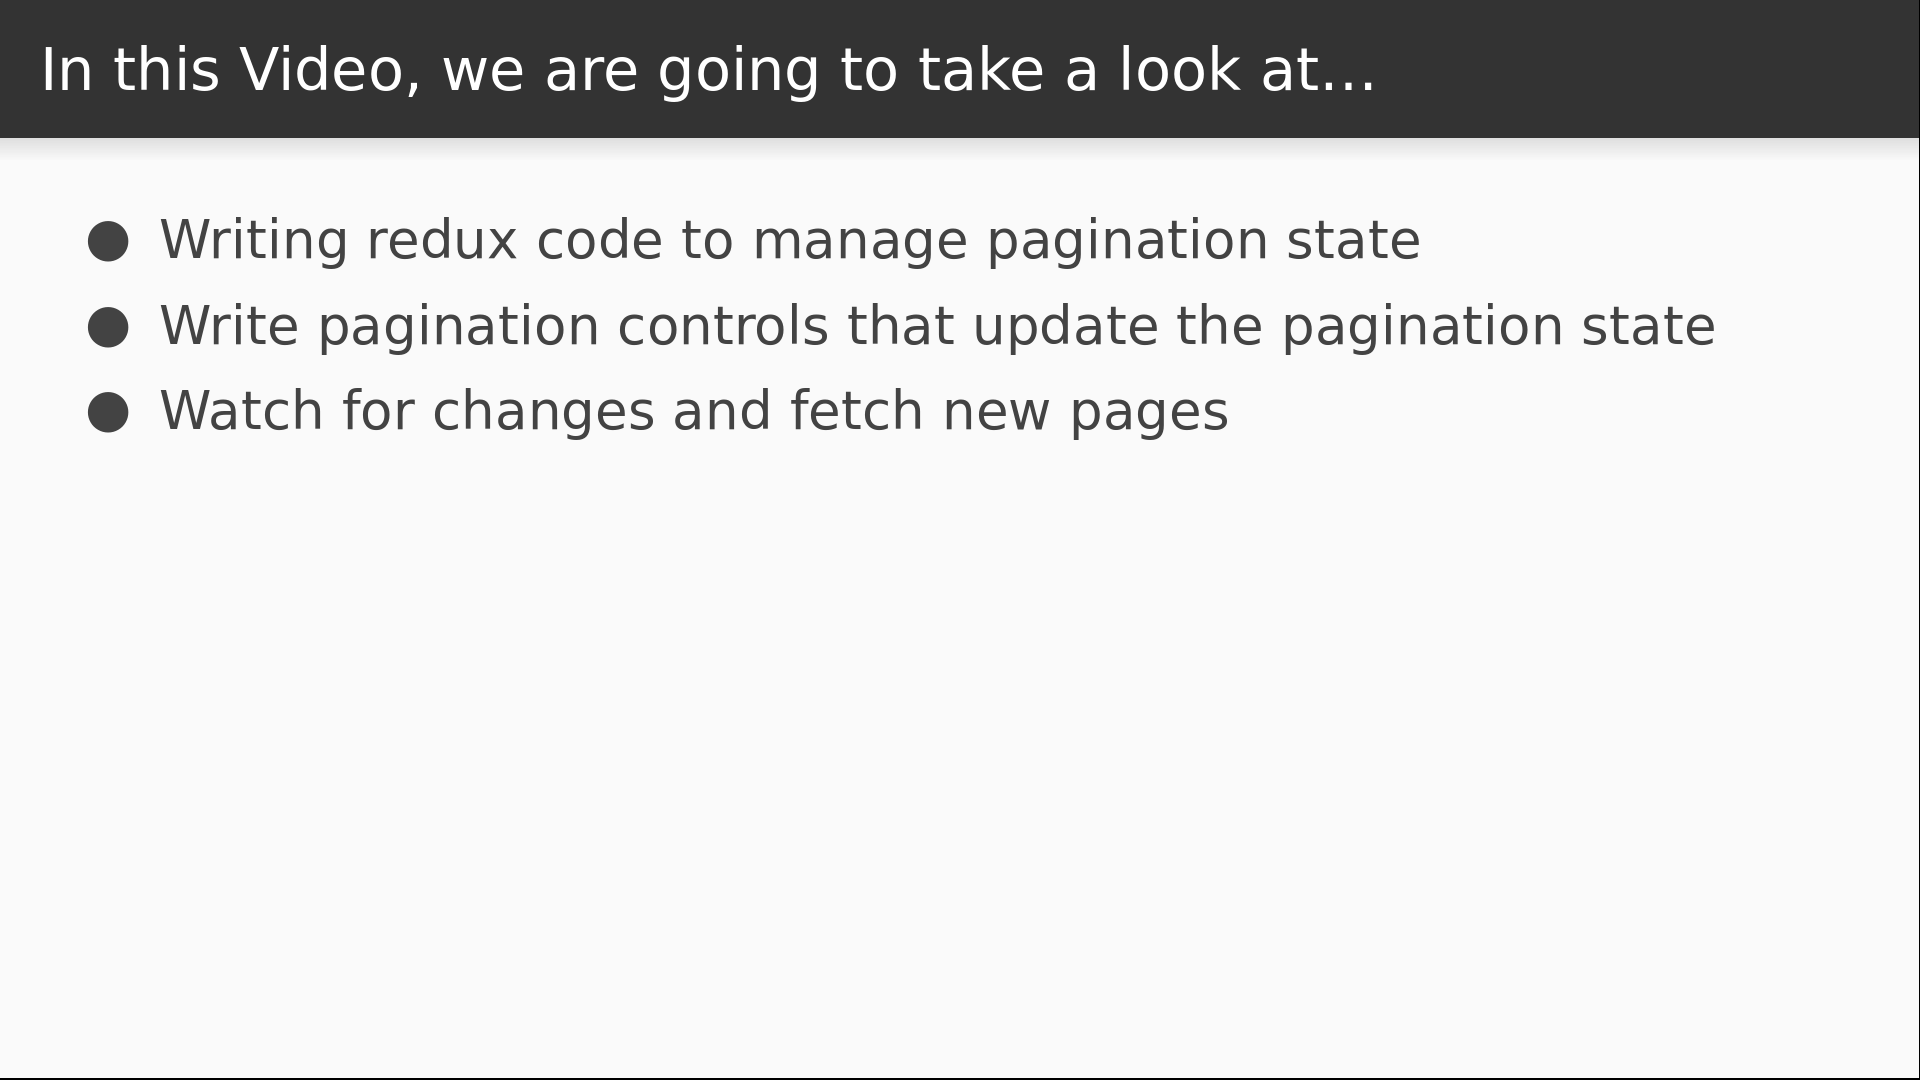 In this Video, we are going to take a look at...
● Writing redux code to manage pagination state
● Write pagination controls that update the pagination state
● Watch for changes and fetch new pages